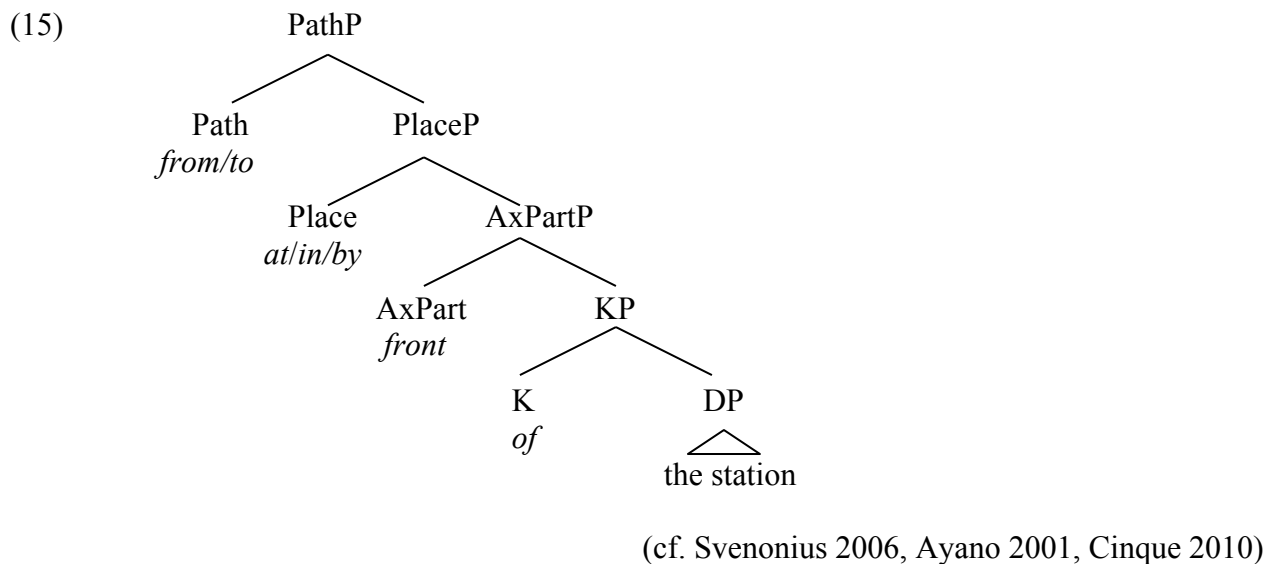 (15) PathP
Path PlaceP
from/to
Place AxPartP
at/in/by
AxPart KP
front
K DP
of
the station
(cf. Svenonius 2006, Ayano 2001, Cinque 2010)